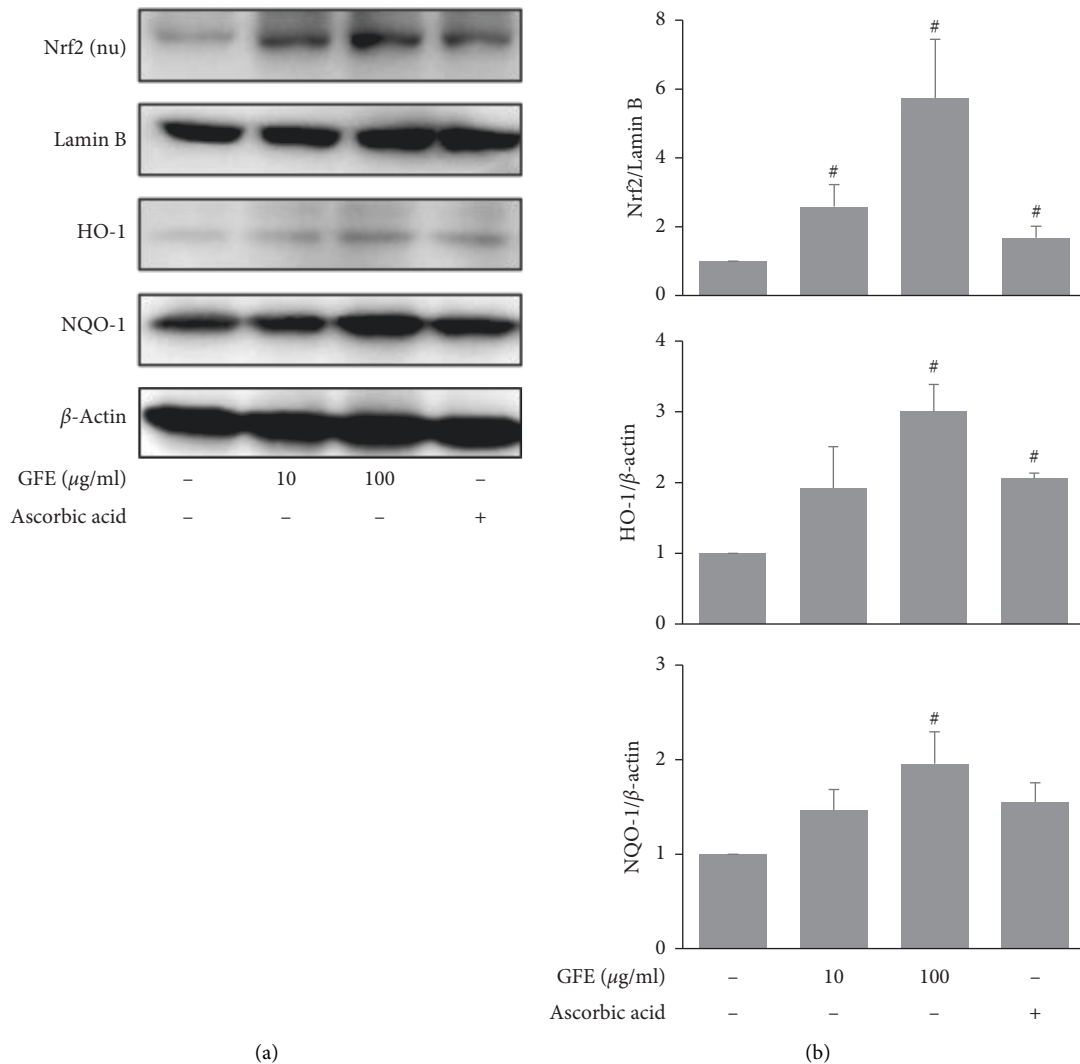 Nrf2 (nu)
Lamin B
HO-1
NQO-1
β-Actin
GFE (μg/ml) – 10 100 –
Ascorbic acid – – – +
(a)
8
6
4
2
0
Nrf2/Lamin B
# # #
4
3
2
1
0
HO-1/β-actin
# #
3
2
1
0
NQO-1/β-actin
#
GFE (μg/ml) – 10 100 –
Ascorbic acid – – – +
(b)